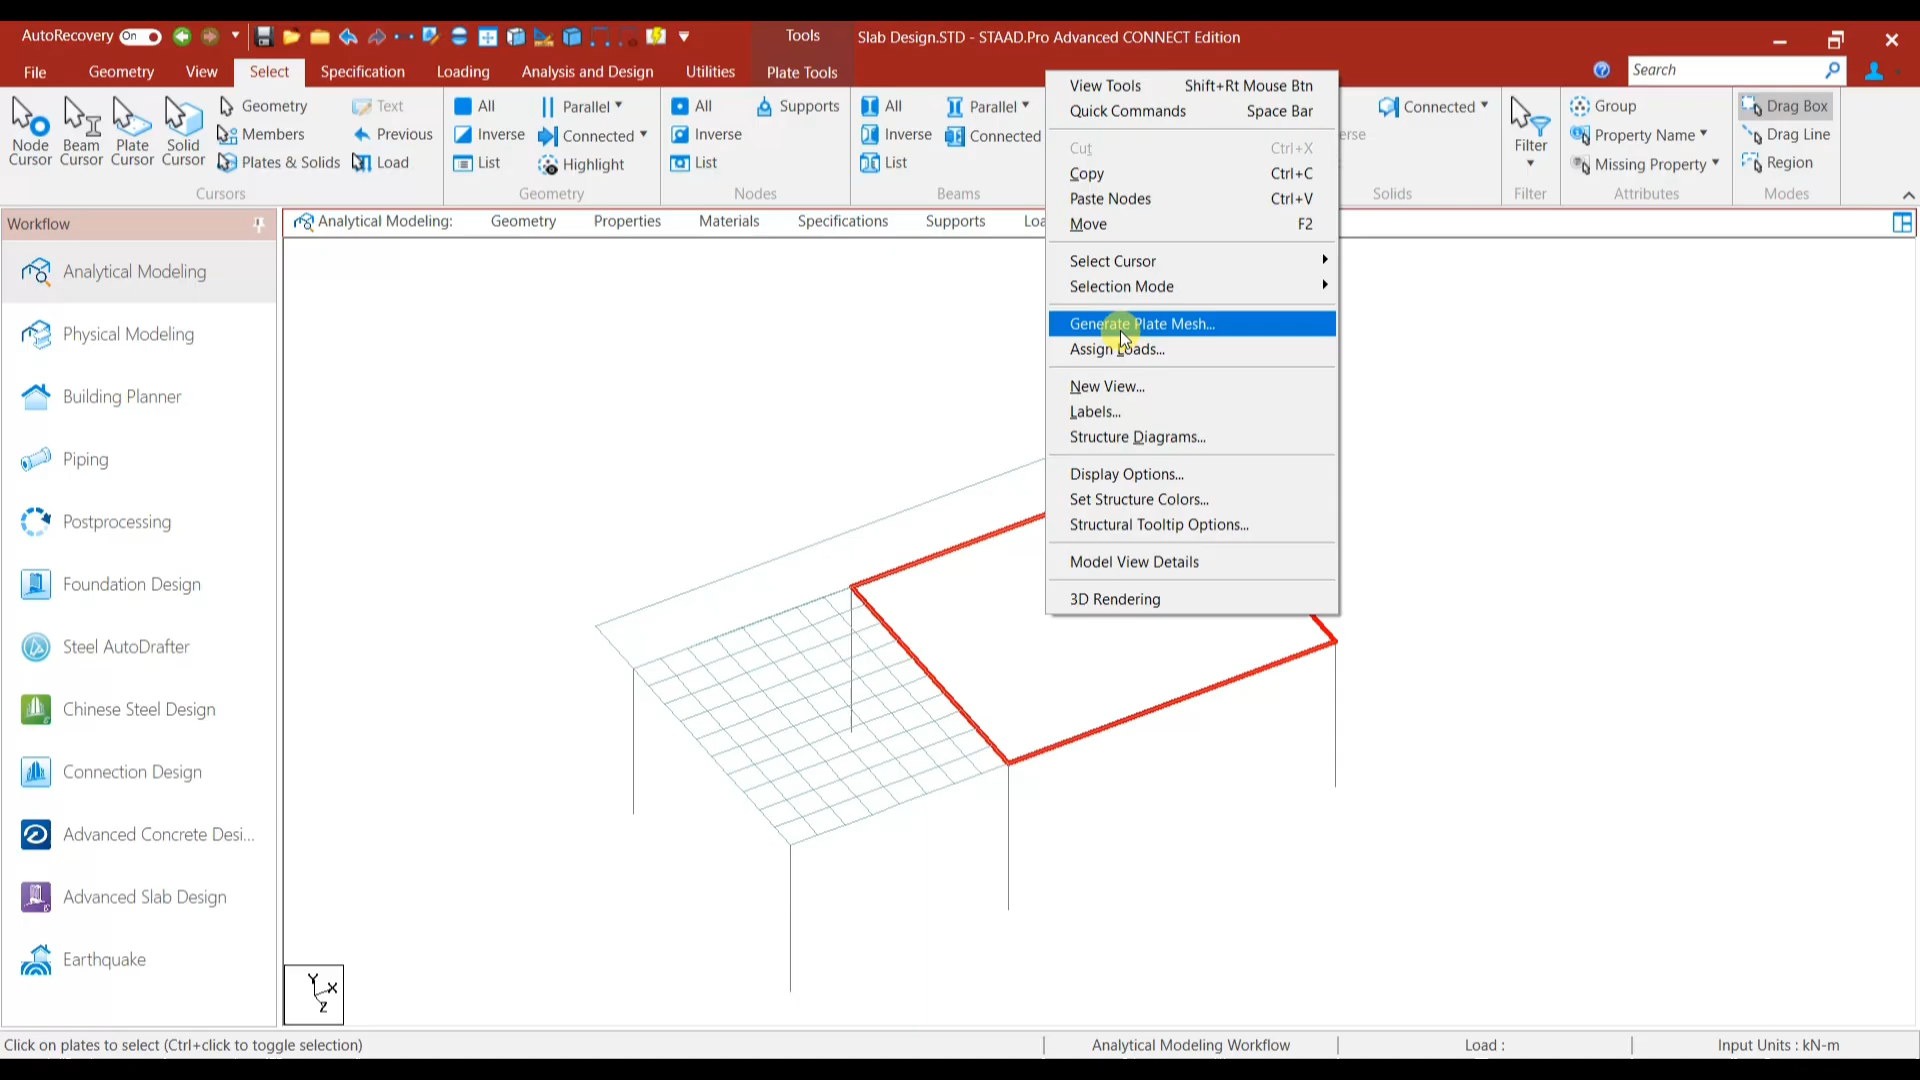 AutoRecovery On
Tools
Slab Design.STD - STAAD.Pro Advanced CONNECT Edition
File Geometry View Select Specification Loading Analysis and Design Utilities Plate Tools
Search
Node Cursor
Beam Cursor
Plate Cursor
Solid Cursor
Geometry
Members
Plates & Solids
Text
Previous
Load
Cursors
All
Inverse
List
Parallel
Connected
Highlight
Geometry
All
Inverse
List
Supports
Nodes
All
Inverse
List
Parallel
Connected
Beams
erse
Connected
Solids
Filter
Filter
Group
Property Name
Missing Property
Attributes
Drag Box
Drag Line
Region
Modes
View Tools Shift+Rt Mouse Btn
Quick Commands Space Bar
Cut Ctrl+X
Copy Ctrl+C
Paste Nodes Ctrl+V
Move F2
Select Cursor
Selection Mode
Generate Plate Mesh...
Assign Loads...
New View...
Labels...
Structure Diagrams...
Display Options...
Set Structure Colors...
Structural Tooltip Options...
Model View Details
3D Rendering
Workflow
Analytical Modeling: Geometry Properties Materials Specifications Supports Loa
Analytical Modeling
Physical Modeling
Building Planner
Piping
Postprocessing
Foundation Design
Steel AutoDrafter
Chinese Steel Design
Connection Design
Advanced Concrete Desi...
Advanced Slab Design
Earthquake
Y
X
Z
Click on plates to select (Ctrl+click to toggle selection)
Analytical Modeling Workflow
Load :
Input Units : kN-m